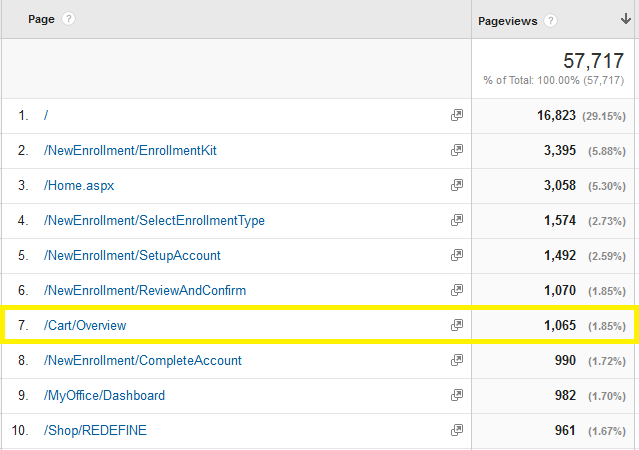 Page ? Pageviews ?
57,717
% of Total: 100.00% (57,717)
1. / 16,823 (29.15%)
2. /NewEnrollment/EnrollmentKit 3,395 (5.88%)
3. /Home.aspx 3,058 (5.30%)
4. /NewEnrollment/SelectEnrollmentType 1,574 (2.73%)
5. /NewEnrollment/SetupAccount 1,492 (2.59%)
6. /NewEnrollment/ReviewAndConfirm 1,070 (1.85%)
7. /Cart/Overview 1,065 (1.85%)
8. /NewEnrollment/CompleteAccount 990 (1.72%)
9. /MyOffice/Dashboard 982 (1.70%)
10. /Shop/REDEFINE 961 (1.67%)